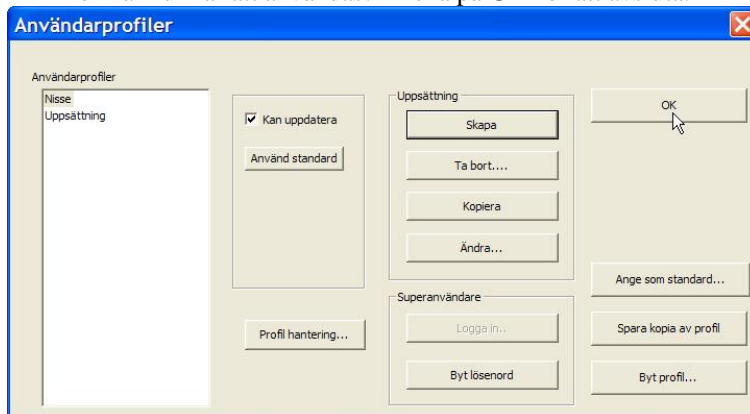 Användarprofiler
Användarprofiler
Nisse
Uppsättning
Kan uppdatera
Använd standard
Profil hantering...
Uppsättning
Skapa
Ta bort....
Kopiera
Ändra...
Superanvändare
Logga in..
Byt lösenord
OK
Ange som standard...
Spara kopia av profil
Byt profil...